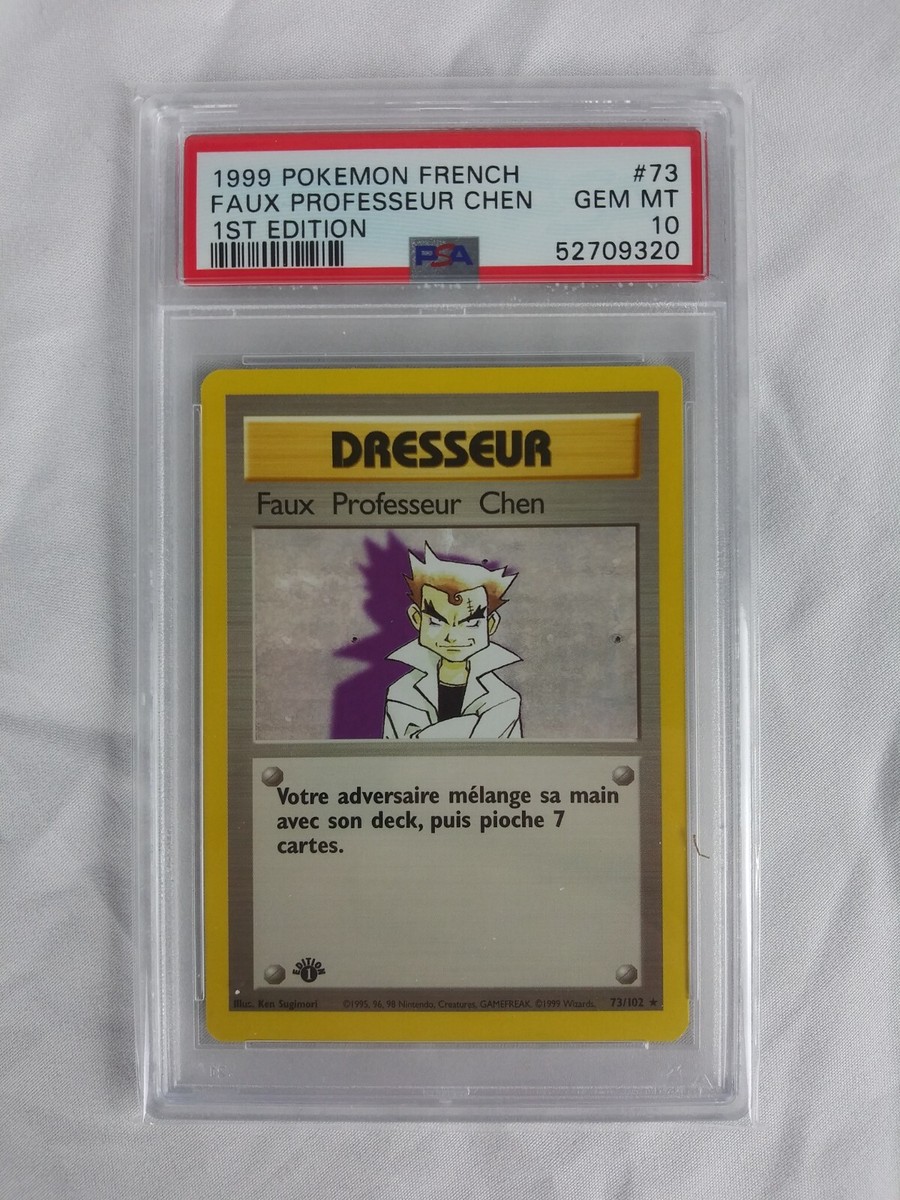 1999 POKEMON FRENCH #73
FAUX PROFESSEUR CHEN GEM MT
1ST EDITION 10
PSA 52709320
DRESSEUR
Faux Professeur Chen
Votre adversaire mélange sa main
avec son deck, puis pioche 7
cartes.
EDITION 1
Illus. Ken Sugimori ©1995, 96, 98 Nintendo, Creatures, GAMEFREAK. ©1999 Wizards. 73/102 ★